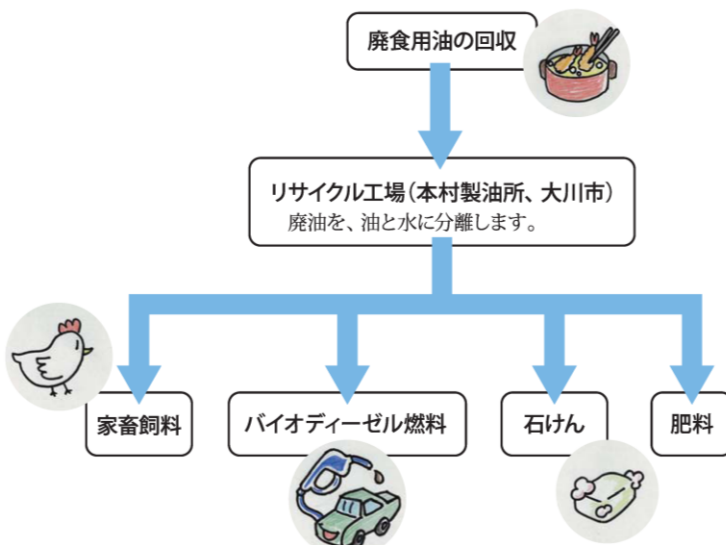 廃食用油の回収
リサイクル工場（本村製油所、大川市）
廃油を、油と水に分離します。
家畜飼料
バイオディーゼル燃料
石けん
肥料